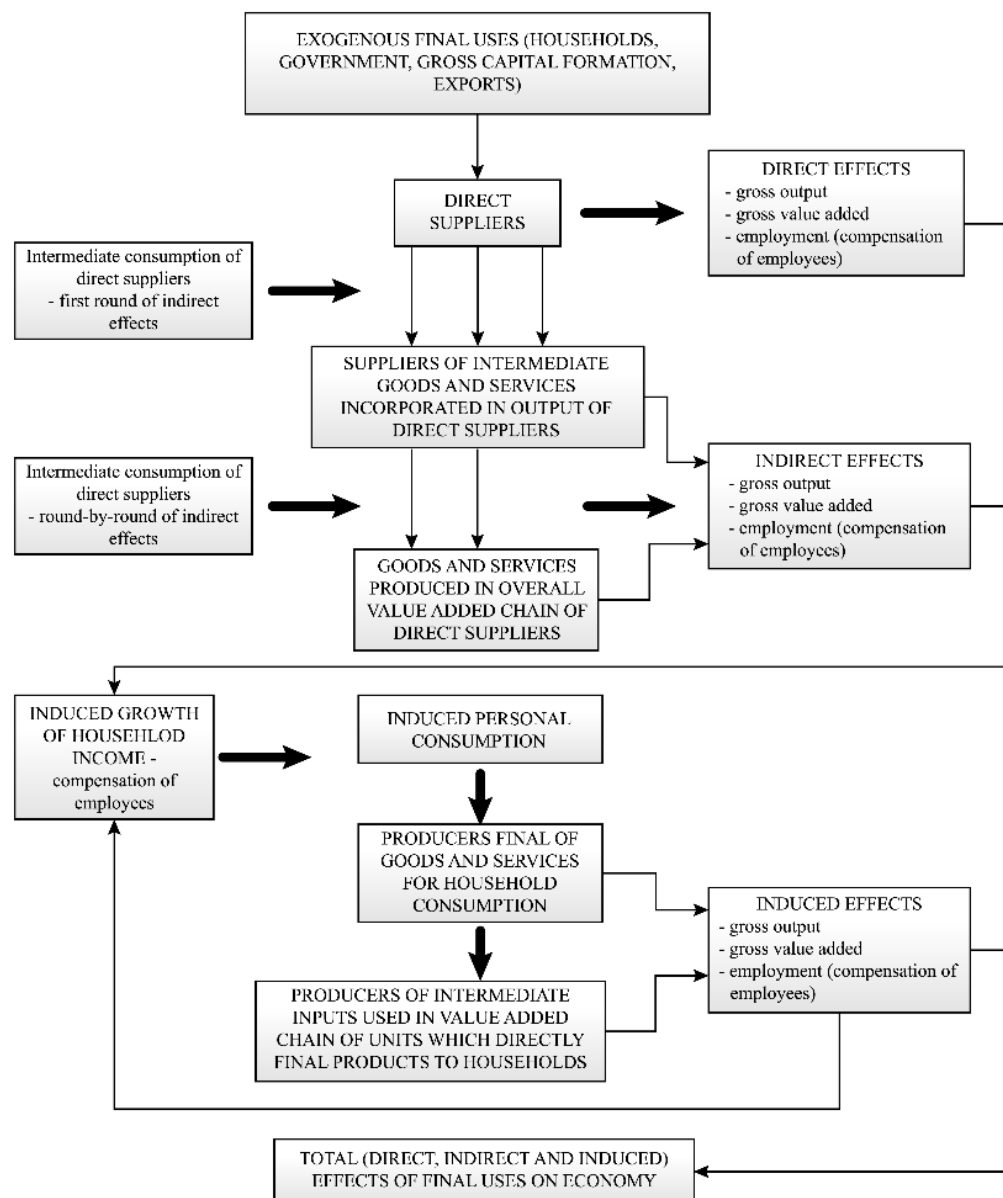 EXOGENOUS FINAL USES (HOUSEHOLDS,
GOVERNMENT, GROSS CAPITAL FORMATION,
EXPORTS)
DIRECT
SUPPLIERS
DIRECT EFFECTS
- gross output
- gross value added
- employment (compensation
of employees)
Intermediate consumption of
direct suppliers
- first round of indirect
effects
SUPPLIERS OF INTERMEDIATE
GOODS AND SERVICES
INCORPORATED IN OUTPUT OF
DIRECT SUPPLIERS
Intermediate consumption of
direct suppliers
- round-by-round of indirect
effects
INDIRECT EFFECTS
- gross output
- gross value added
- employment (compensation
of employees)
GOODS AND SERVICES
PRODUCED IN OVERALL
VALUE ADDED CHAIN OF
DIRECT SUPPLIERS
INDUCED GROWTH
OF HOUSEHLOD
INCOME -
compensation of
employees
INDUCED PERSONAL
CONSUMPTION
PRODUCERS FINAL OF
GOODS AND SERVICES
FOR HOUSEHOLD
CONSUMPTION
INDUCED EFFECTS
- gross output
- gross value added
- employment (compensation of
employees)
PRODUCERS OF INTERMEDIATE
INPUTS USED IN VALUE ADDED
CHAIN OF UNITS WHICH DIRECTLY
FINAL PRODUCTS TO HOUSEHOLDS
TOTAL (DIRECT, INDIRECT AND INDUCED)
EFFECTS OF FINAL USES ON ECONOMY